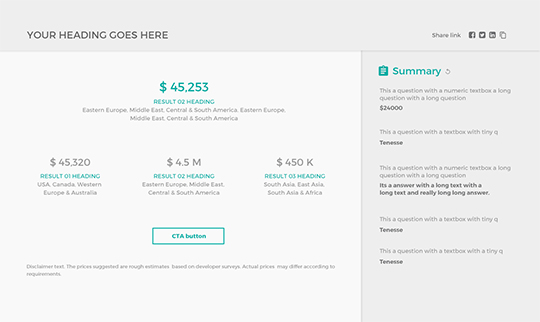 YOUR HEADING GOES HERE
Share link
$ 45,253
RESULT 02 HEADING
Eastern Europe, Middle East, Central & South America, Eastern Europe,
Middle East, Central & South America
$ 45,320
RESULT 01 HEADING
USA, Canada, Western
Europe & Australia
$ 4.5 M
RESULT 02 HEADING
Eastern Europe, Middle East,
Central & South America
$ 450 K
RESULT 03 HEADING
South Asia, East Asia,
South Asia & Africa
CTA button
Disclaimer text. The prices suggested are rough estimates based on developer surveys. Actual prices may differ according to
requirements.
Summary
This a question with a numeric textbox a long
question with a long question
$24000
This a question with a textbox with tiny q
Tenesse
This a question with a numeric textbox a long
question with a long question
Its a answer with a long text with a
long text and really long long answer.
This a question with a textbox with tiny q
Tenesse
This a question with a textbox with tiny q
Tenesse